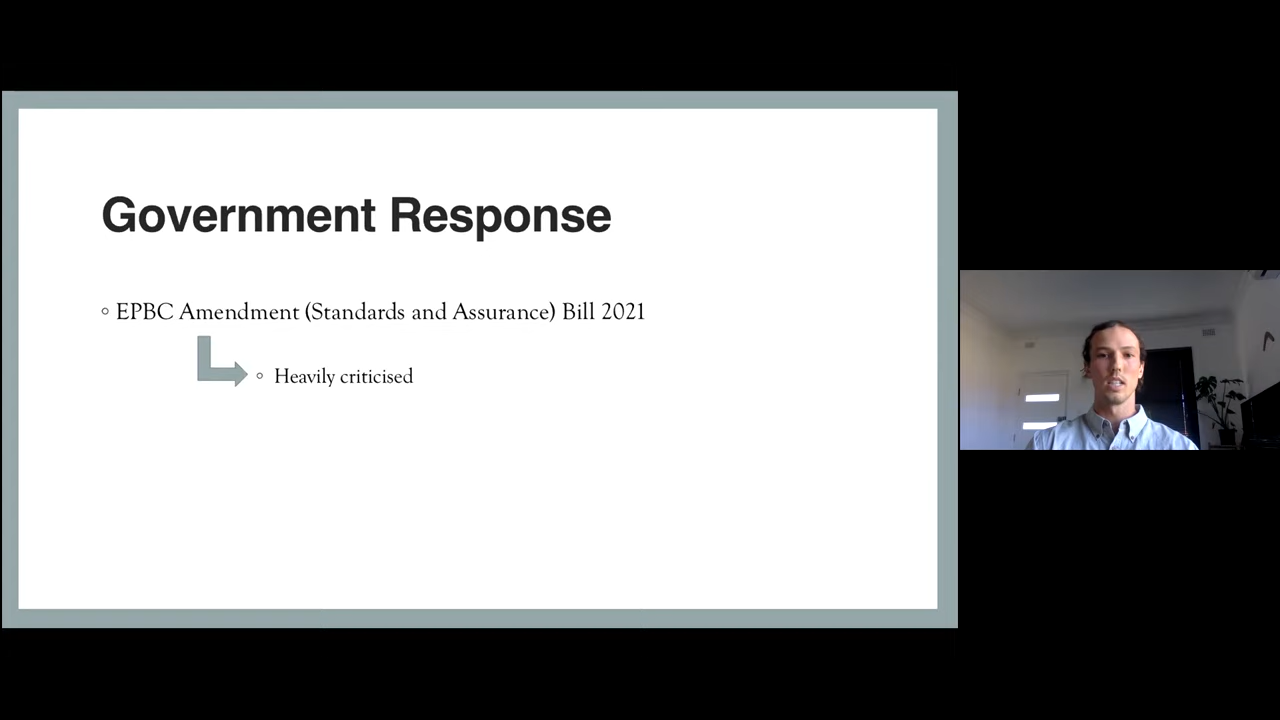 Government Response
◦ EPBC Amendment (Standards and Assurance) Bill 2021
◦ Heavily criticised